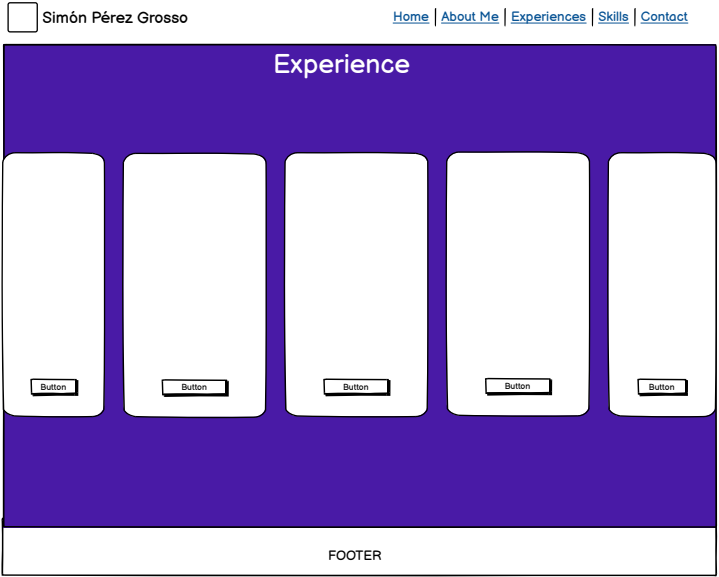 Simón Pérez Grosso
Home | About Me | Experiences | Skills | Contact
Experience
Button
Button
Button
Button
Button
FOOTER